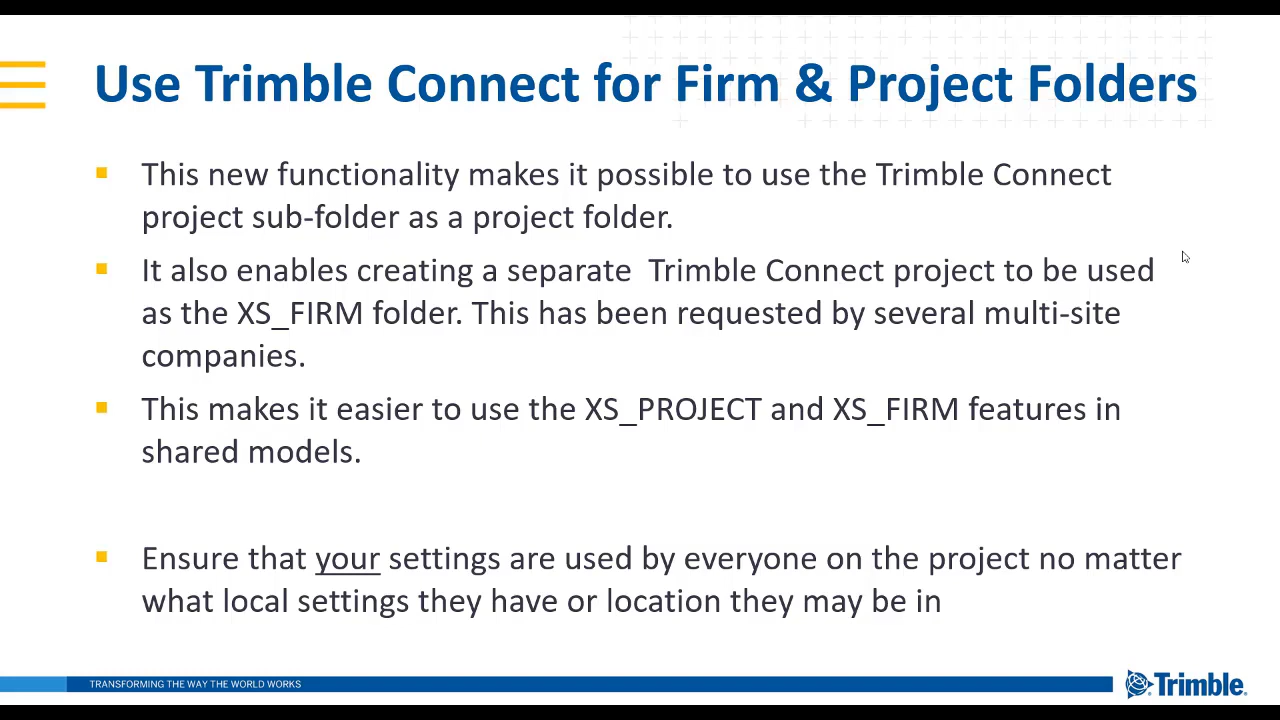 Use Trimble Connect for Firm & Project Folders
This new functionality makes it possible to use the Trimble Connect
project sub-folder as a project folder.
It also enables creating a separate  Trimble Connect project to be used
as the XS_FIRM folder. This has been requested by several multi-site
companies.
This makes it easier to use the XS_PROJECT and XS_FIRM features in
shared models.
Ensure that your settings are used by everyone on the project no matter
what local settings they have or location they may be in
TRANSFORMING THE WAY THE WORLD WORKS
Trimble.